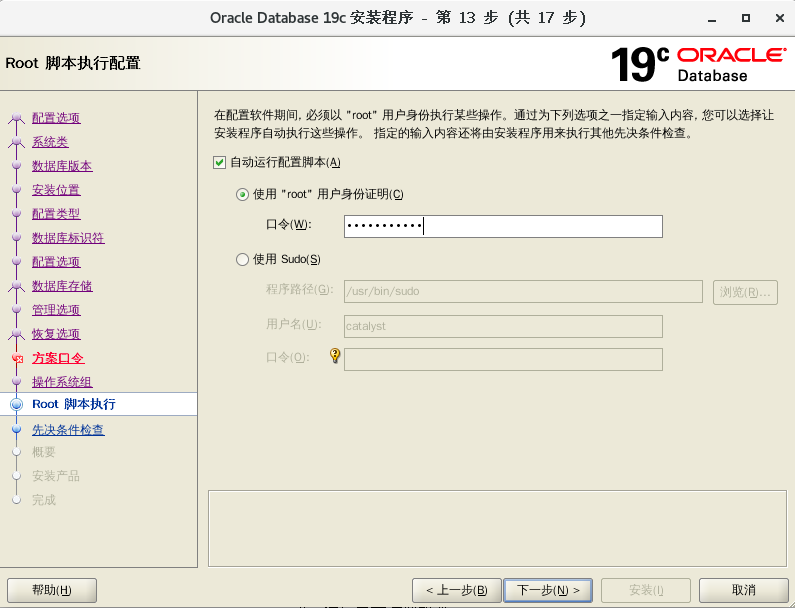 Oracle Database 19c 安装程序 - 第 13 步 (共 17 步)
Root 脚本执行配置
19c ORACLE
Database
配置选项
系统类
数据库版本
安装位置
配置类型
数据库标识符
配置选项
数据库存储
管理选项
恢复选项
方案口令
操作系统组
Root 脚本执行
先决条件检查
概要
安装产品
完成
在配置软件期间, 必须以 "root" 用户身份执行某些操作。通过为下列选项之一指定输入内容, 您可以选择让
安装程序自动执行这些操作。 指定的输入内容还将由安装程序用来执行其他先决条件检查。
自动运行配置脚本(A)
使用 "root" 用户身份证明(C)
口令(W): •••••••••••
使用 Sudo(S)
程序路径(G): /usr/bin/sudo 浏览(R)...
用户名(U): catalyst
口令(O):
帮助(H) < 上一步(B) 下一步(N) > 安装(I) 取消